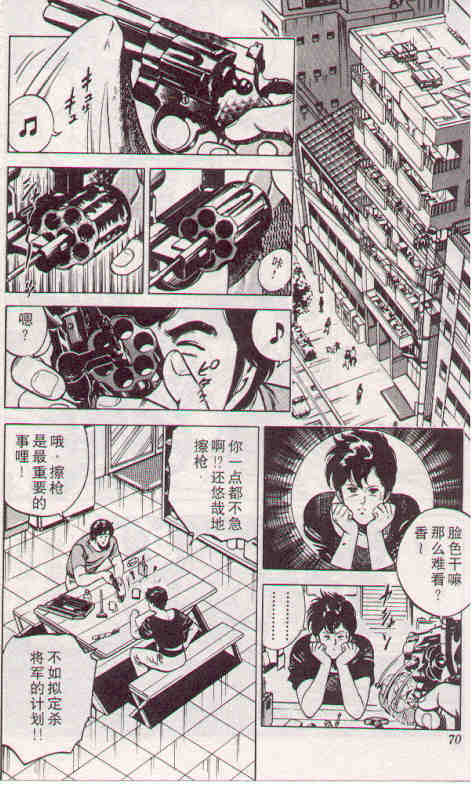 ♫
咔?
♪
嗯?
脸色干嘛
那么难看?
香～
…………
你一点都不急
啊!?还悠哉地
擦枪.
哦,擦枪
是最重要的
事哩!
不如拟定杀
将军的计划!!
70